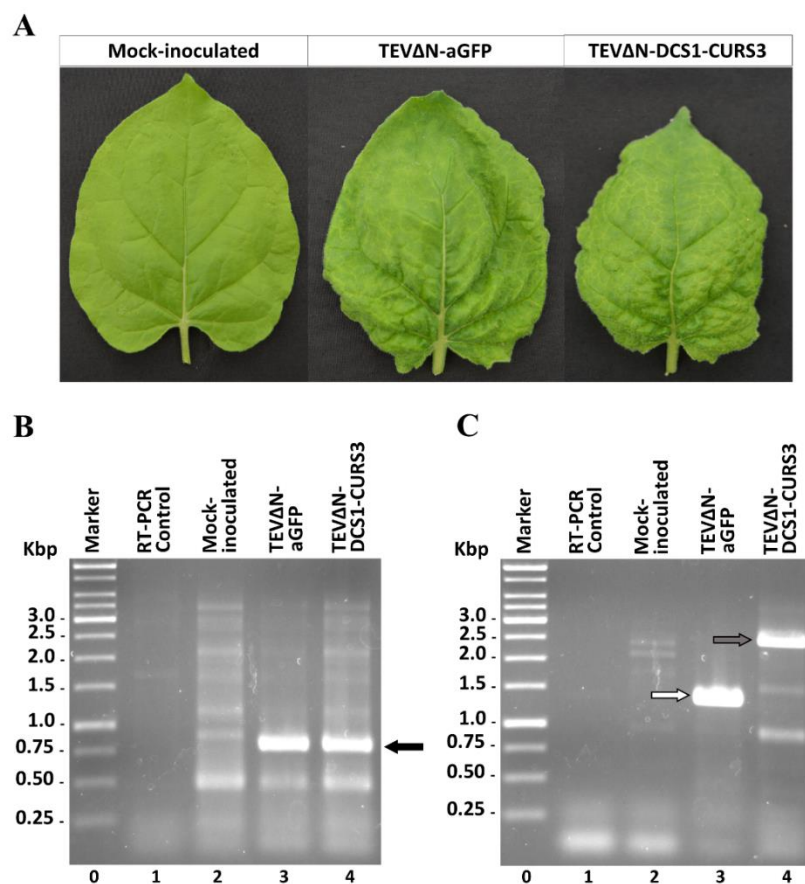 A
Mock-inoculated TEVΔN-aGFP TEVΔN-DCS1-CURS3
B
Kbp
Marker
RT-PCR
Control
Mock-
inoculated
TEVΔN-
aGFP
TEVΔN-
DCS1-CURS3
3.0 -
2.5 -
2.0 -
1.5 -
1.0 -
0.75 -
0.50 -
0.25 -
0 1 2 3 4
C
Kbp
Marker
RT-PCR
Control
Mock-
inoculated
TEVΔN-
aGFP
TEVΔN-
DCS1-CURS3
3.0 -
2.5 -
2.0 -
1.5 -
1.0 -
0.75 -
0.50 -
0.25 -
0 1 2 3 4